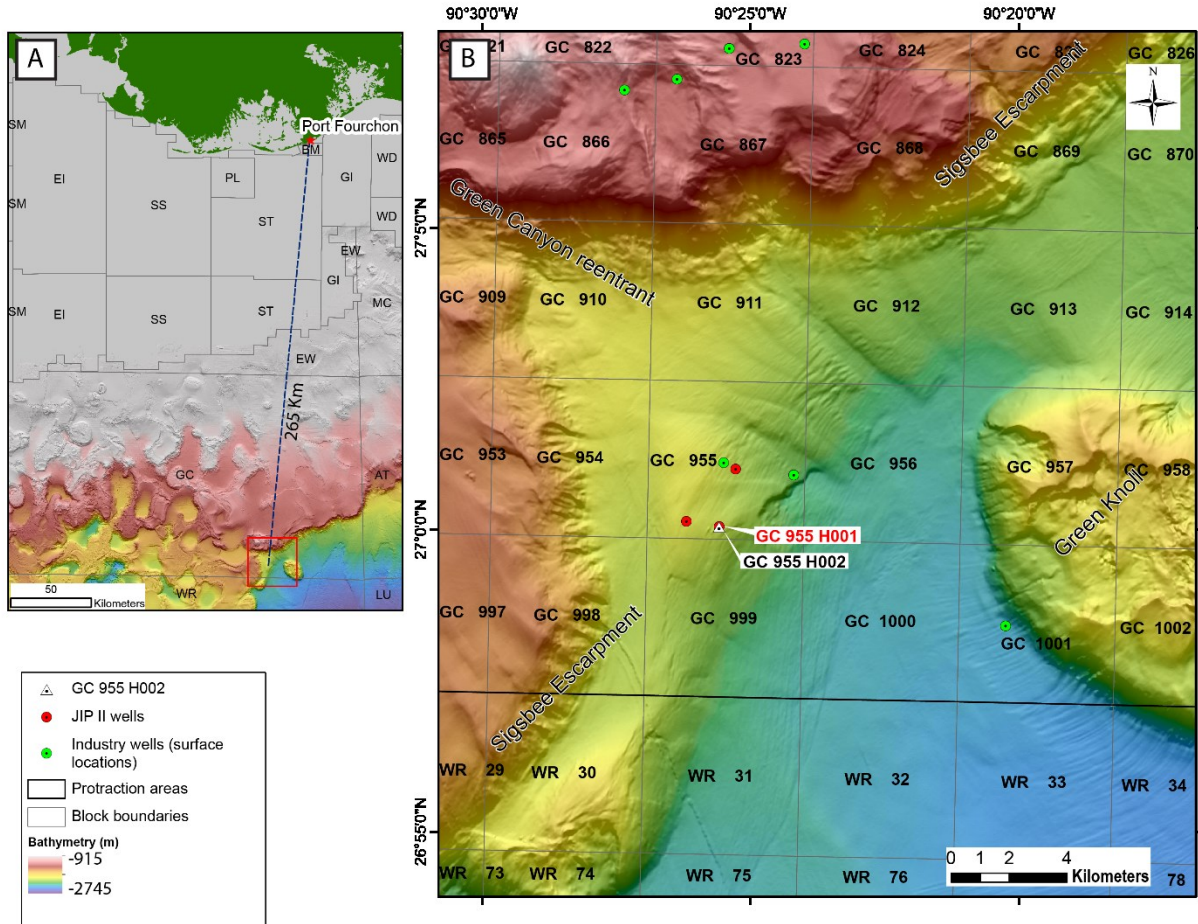 A
Port Fourchon
SM
BM
WD
EI
GI
PL
SS
ST
SM
WD
EW
GI
MC
SM
EI
SS
ST
EW
265 Km
GC
AT
50
Kilometers
WR
LU
90°30'0"W
90°25'0"W
90°20'0"W
B
21
GC 822
GC 823
GC 824
GC
826
N
Sigsbee Escarpment
GC 865
GC 866
GC 867
GC 868
GC 869
GC 870
27°5'0"N
Green Canyon reentrant
GC 909
GC 910
GC 911
GC 912
GC 913
GC 914
GC 953
GC 954
GC 955
GC 956
GC 957
GC 958
Green Knoll
27°0'0"N
GC 955 H001
GC 955 H002
GC 997
GC 998
GC 999
GC 1000
GC 1001
GC 1002
Sigsbee Escarpment
WR 29
WR 30
WR 31
WR 32
WR 33
WR 34
26°55'0"N
WR 73
WR 74
WR 75
WR 76
78
0 1 2 4
Kilometers
GC 955 H002
JIP II wells
Industry wells (surface
locations)
Protraction areas
Block boundaries
Bathymetry (m)
-915
-2745